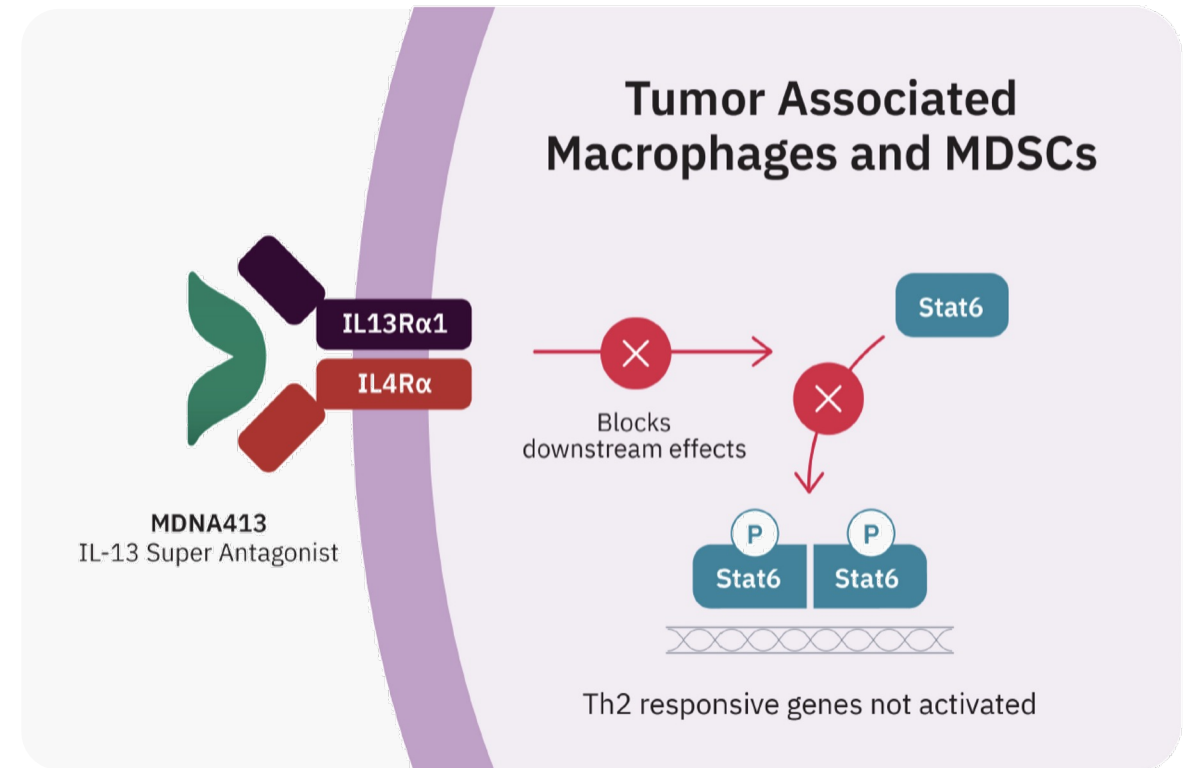 Tumor Associated
Macrophages and MDSCs
IL13Rα1
IL4Rα
MDNA413
IL-13 Super Antagonist
Blocks
downstream effects
Stat6
P
P
Stat6
Stat6
Th2 responsive genes not activated